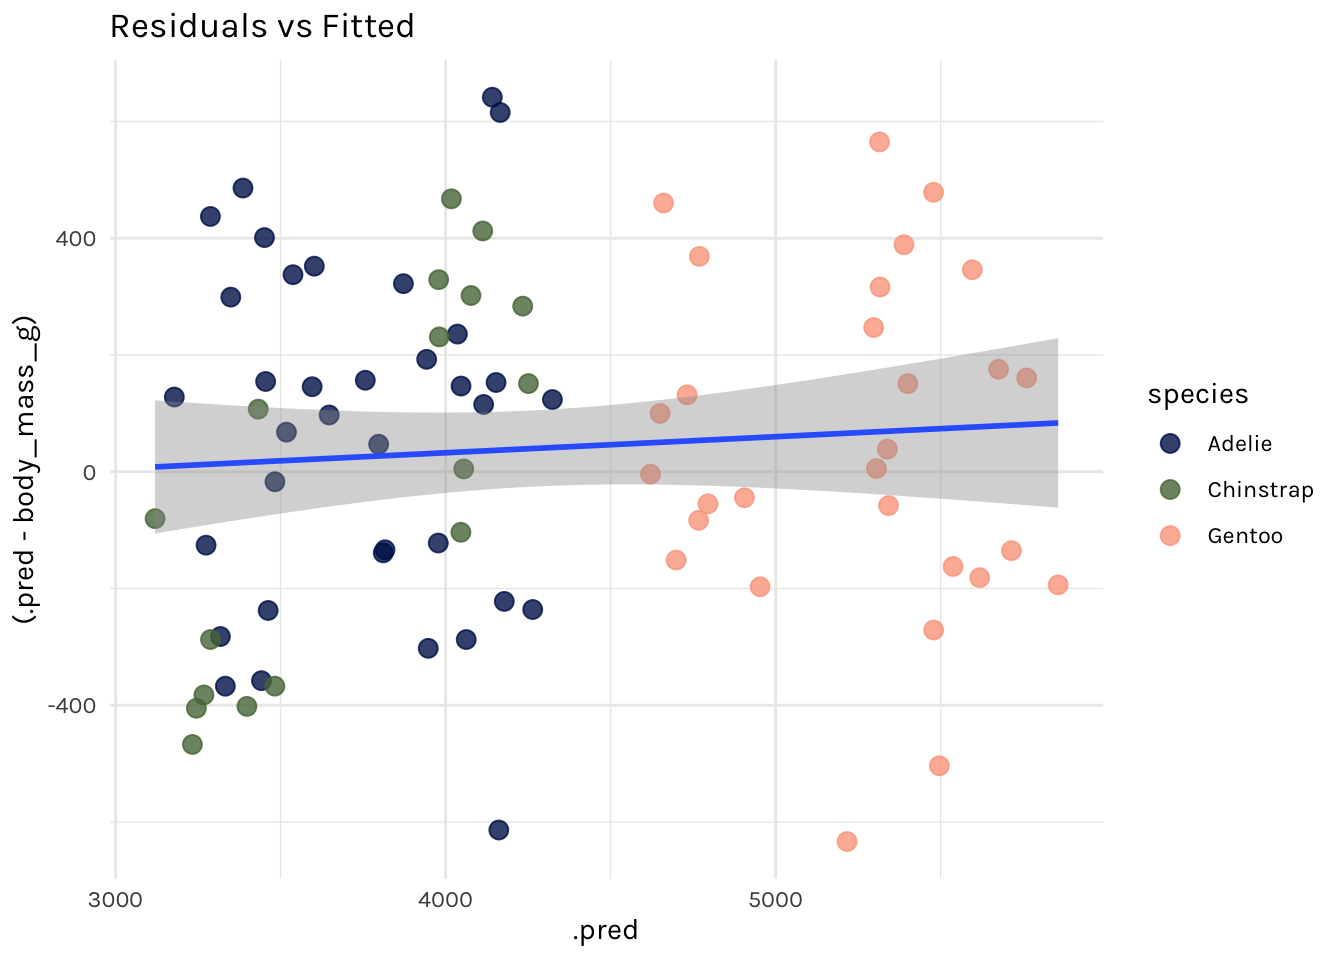 Residuals vs Fitted
(.pred - body_mass_g)
400
0
-400
3000
4000
5000
.pred
species
Adelie
Chinstrap
Gentoo